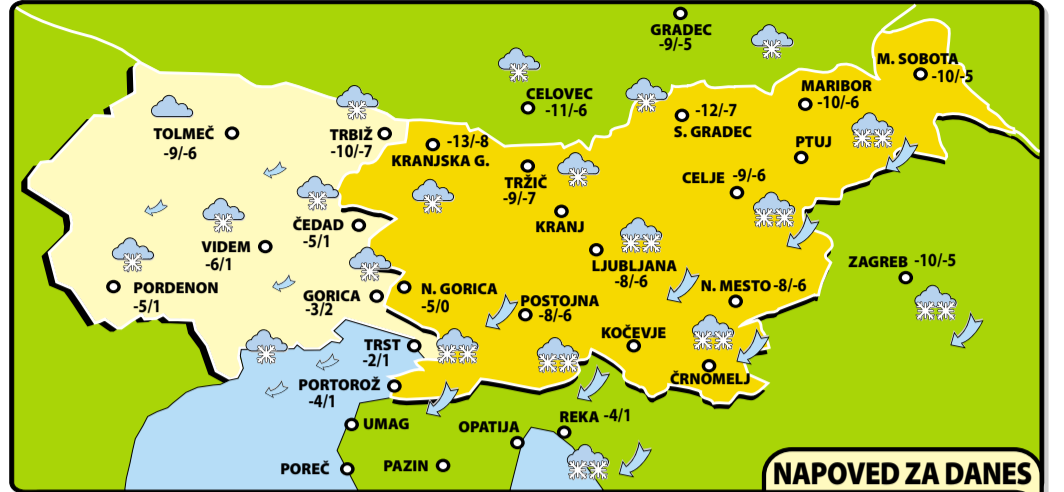 GRADEC
-9/-5
M. SOBOTA
-10/-5
MARIBOR
-10/-6
CELOVEC
-11/-6
-12/-7
S. GRADEC
TOLMEČ
-9/-6
TRBIŽ
-10/-7
-13/-8
KRANJSKA G.
PTUJ
TRŽIČ
-9/-7
CELJE -9/-6
KRANJ
ČEDAD
-5/1
VIDEM
-6/1
LJUBLJANA
-8/-6
ZAGREB -10/-5
PORDENON
-5/1
GORICA
-3/2
N. GORICA
-5/0
POSTOJNA
-8/-6
N. MESTO -8/-6
KOČEVJE
TRST
-2/1
ČRNOMELJ
PORTOROŽ
-4/1
UMAG
OPATIJA
REKA -4/1
POREČ
PAZIN
NAPOVED ZA DANES